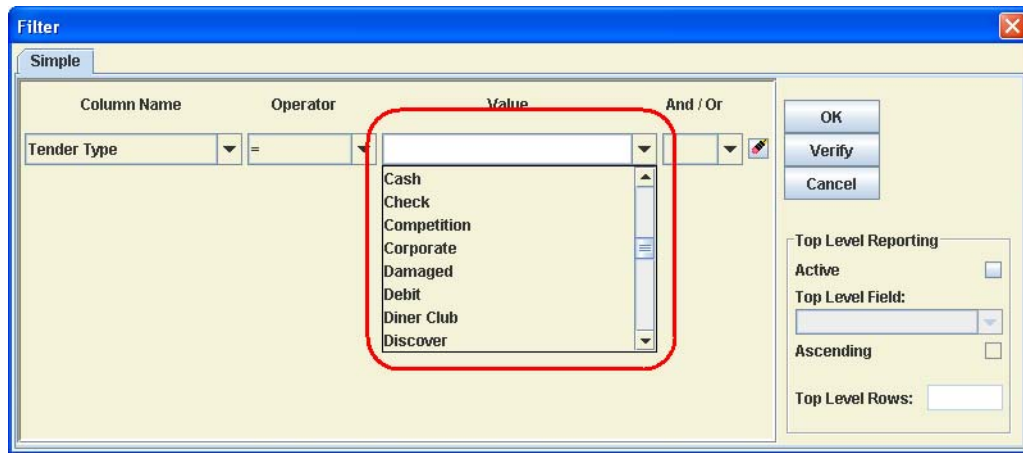 Filter
Simple
Column Name Operator Value And / Or
Tender Type =
Cash
Check
Competition
Corporate
Damaged
Debit
Diner Club
Discover
OK
Verify
Cancel
Top Level Reporting
Active
Top Level Field:
Ascending
Top Level Rows: